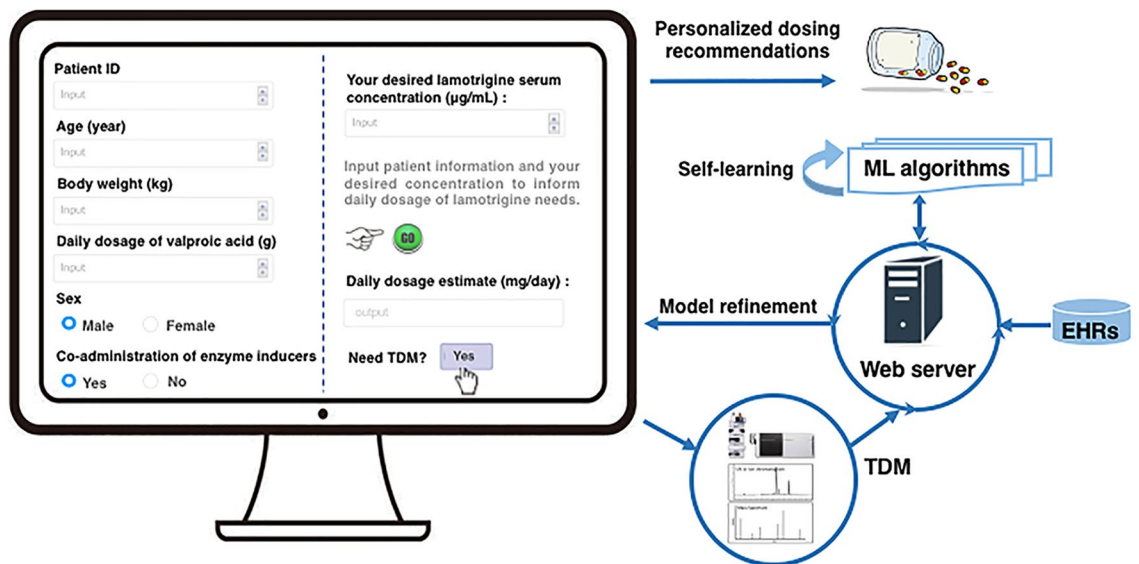 Patient ID
Input
Age (year)
Input
Body weight (kg)
Input
Daily dosage of valproic acid (g)
Input
Sex
Male Female
Co-administration of enzyme inducers
Yes No
Your desired lamotrigine serum
concentration (μg/mL) :
Input
Input patient information and your
desired concentration to inform
daily dosage of lamotrigine needs.
GO
Daily dosage estimate (mg/day) :
output
Need TDM? Yes
Personalized dosing
recommendations
Self-learning
ML algorithms
Model refinement
Web server
EHRs
TDM